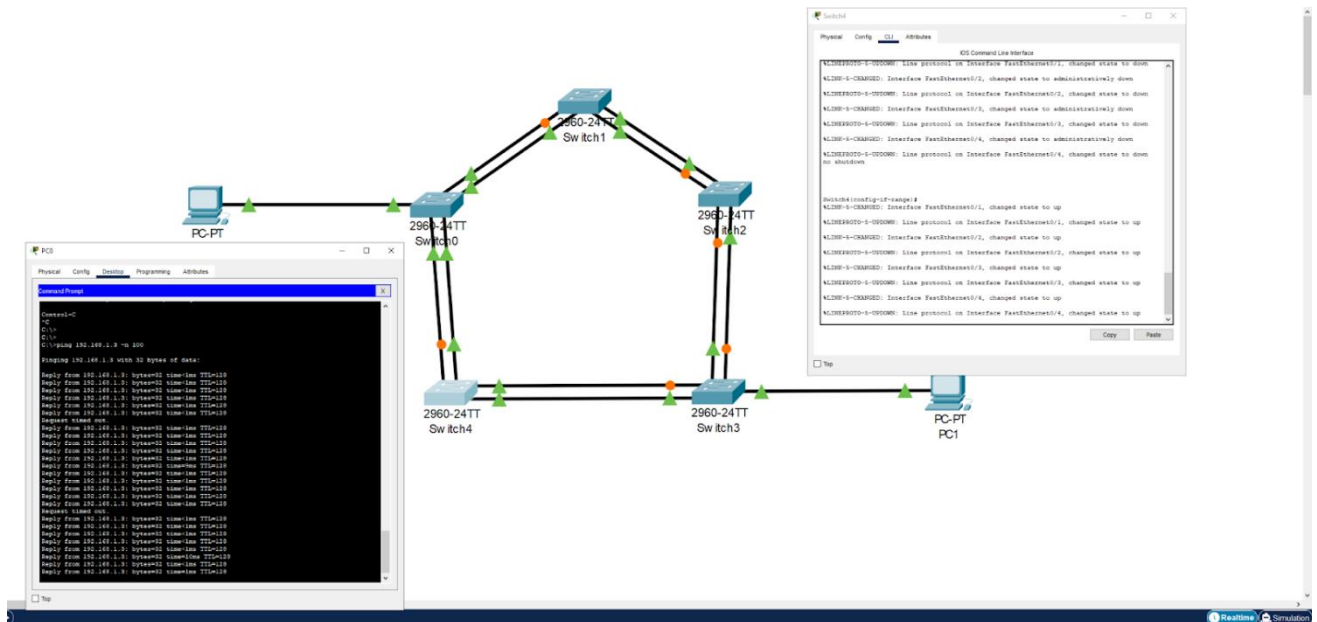 Switch4
Physical Config CLI Attributes
IOS Command Line Interface
%LINEPROTO-5-UPDOWN: Line protocol on Interface FastEthernet0/1, changed state to down
%LINK-5-CHANGED: Interface FastEthernet0/2, changed state to administratively down
%LINEPROTO-5-UPDOWN: Line protocol on Interface FastEthernet0/2, changed state to down
%LINK-5-CHANGED: Interface FastEthernet0/3, changed state to administratively down
%LINEPROTO-5-UPDOWN: Line protocol on Interface FastEthernet0/3, changed state to down
%LINK-5-CHANGED: Interface FastEthernet0/4, changed state to administratively down
%LINEPROTO-5-UPDOWN: Line protocol on Interface FastEthernet0/4, changed state to down
no shutdown
Switch4(config-if-range)#
%LINK-5-CHANGED: Interface FastEthernet0/1, changed state to up
%LINEPROTO-5-UPDOWN: Line protocol on Interface FastEthernet0/1, changed state to up
%LINK-5-CHANGED: Interface FastEthernet0/2, changed state to up
%LINEPROTO-5-UPDOWN: Line protocol on Interface FastEthernet0/2, changed state to up
%LINK-5-CHANGED: Interface FastEthernet0/3, changed state to up
%LINEPROTO-5-UPDOWN: Line protocol on Interface FastEthernet0/3, changed state to up
%LINK-5-CHANGED: Interface FastEthernet0/4, changed state to up
%LINEPROTO-5-UPDOWN: Line protocol on Interface FastEthernet0/4, changed state to up
Copy Paste
Top
2960-24TT
Switch1
2960-24TT
Switch2
PC-PT
2960-24TT
Switch0
2960-24TT
Switch4
2960-24TT
Switch3
PC-PT
PC1
PC0
Physical Config Desktop Programming Attributes
Command Prompt X
Control-C
^C
C:\>
C:\>
C:\>ping 192.168.1.3 -n 100
Pinging 192.168.1.3 with 32 bytes of data:
Reply from 192.168.1.3: bytes=32 time<1ms TTL=128
Reply from 192.168.1.3: bytes=32 time<1ms TTL=128
Reply from 192.168.1.3: bytes=32 time<1ms TTL=128
Reply from 192.168.1.3: bytes=32 time<1ms TTL=128
Reply from 192.168.1.3: bytes=32 time<1ms TTL=128
Reply from 192.168.1.3: bytes=32 time<1ms TTL=128
Request timed out.
Reply from 192.168.1.3: bytes=32 time<1ms TTL=128
Reply from 192.168.1.3: bytes=32 time<1ms TTL=128
Reply from 192.168.1.3: bytes=32 time<1ms TTL=128
Reply from 192.168.1.3: bytes=32 time<1ms TTL=128
Reply from 192.168.1.3: bytes=32 time=9ms TTL=128
Reply from 192.168.1.3: bytes=32 time<1ms TTL=128
Reply from 192.168.1.3: bytes=32 time<1ms TTL=128
Reply from 192.168.1.3: bytes=32 time<1ms TTL=128
Reply from 192.168.1.3: bytes=32 time<1ms TTL=128
Reply from 192.168.1.3: bytes=32 time<1ms TTL=128
Request timed out.
Reply from 192.168.1.3: bytes=32 time<1ms TTL=128
Reply from 192.168.1.3: bytes=32 time<1ms TTL=128
Reply from 192.168.1.3: bytes=32 time<1ms TTL=128
Reply from 192.168.1.3: bytes=32 time<1ms TTL=128
Reply from 192.168.1.3: bytes=32 time=10ms TTL=128
Reply from 192.168.1.3: bytes=32 time<1ms TTL=128
Reply from 192.168.1.3: bytes=32 time=1ms TTL=128
Top
Realtime Simulation